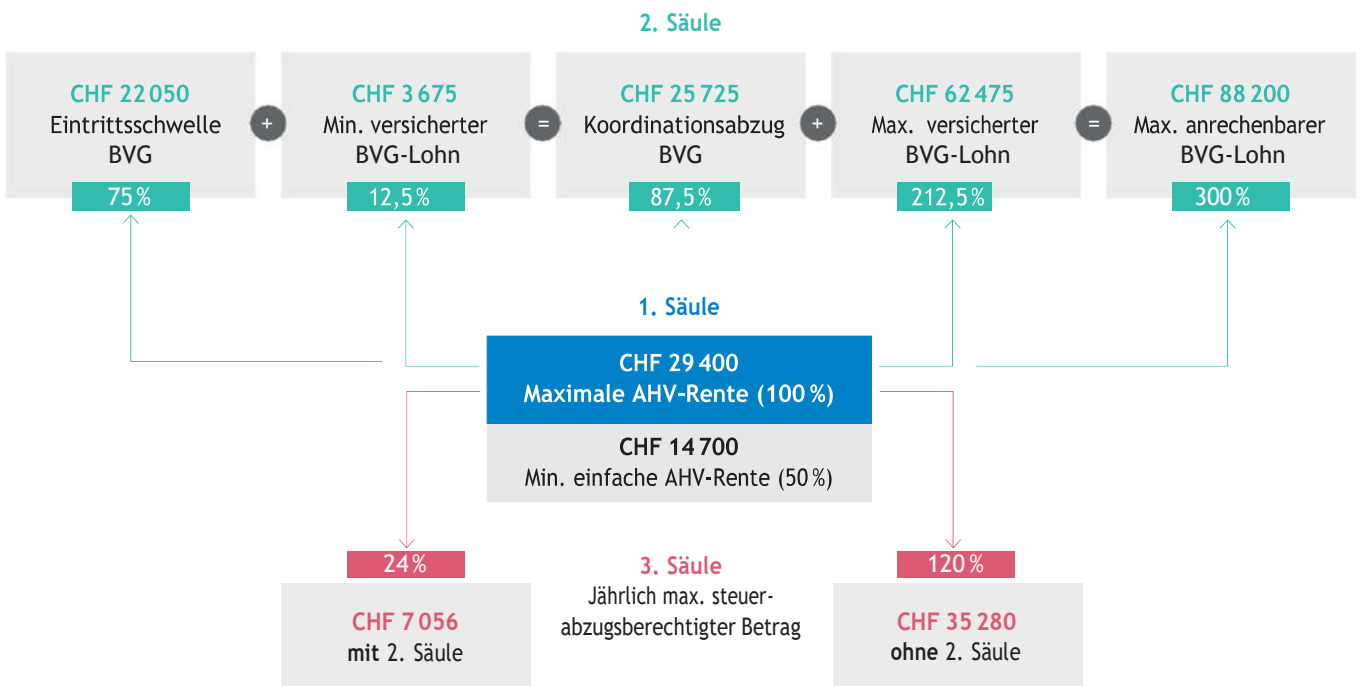 2. Säule
CHF 22 050
Eintrittsschwelle
BVG
75 %
+
CHF 3 675
Min. versicherter
BVG-Lohn
12,5 %
=
CHF 25 725
Koordinationsabzug
BVG
87,5 %
+
CHF 62 475
Max. versicherter
BVG-Lohn
212,5 %
=
CHF 88 200
Max. anrechenbarer
BVG-Lohn
300 %
1. Säule
CHF 29 400
Maximale AHV-Rente (100 %)
CHF 14 700
Min. einfache AHV-Rente (50 %)
24 %
CHF 7 056
mit 2. Säule
3. Säule
Jährlich max. steuer-
abzugsberechtigter Betrag
120 %
CHF 35 280
ohne 2. Säule